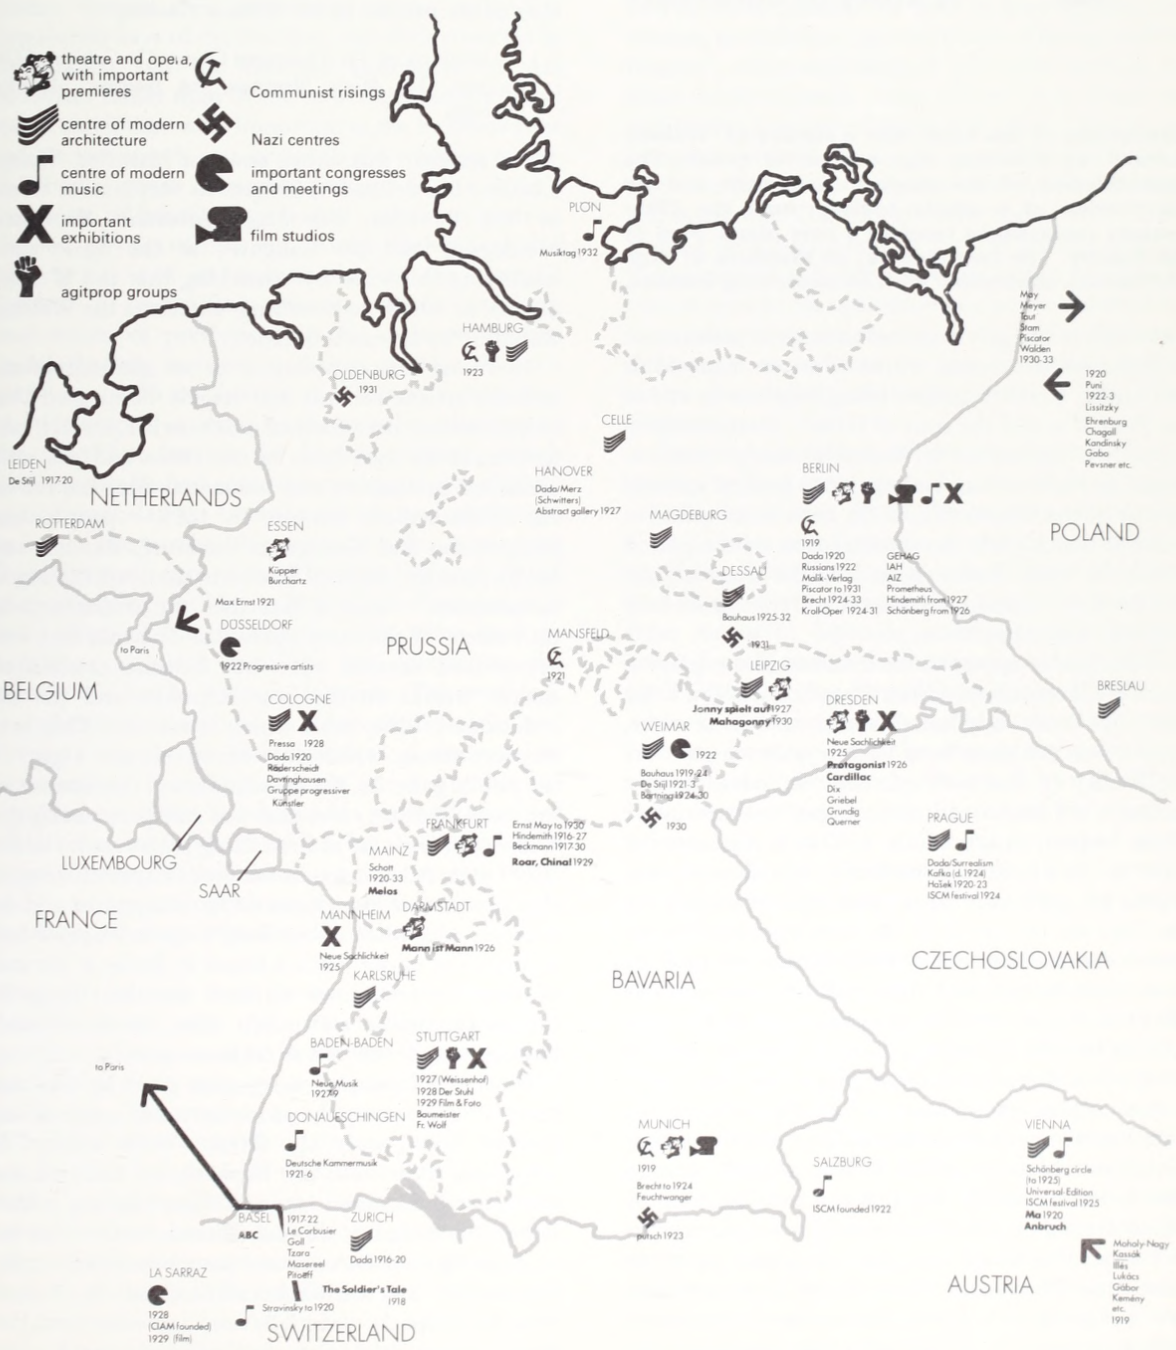 theatre and opera,
with important
premieres
centre of modern
architecture
centre of modern
music
important
exhibitions
agitprop groups
Communist risings
Nazi centres
important congresses
and meetings
film studios
PLÖN
Musiktag 1932
HAMBURG
1923
OLDENBURG
1931
May
Meyer
Taut
Stam
Piscator
Walden
1930-33
1920
Puni
1922-3
Lissitzky
Ehrenburg
Chagall
Kandinsky
Gabo
Pevsner etc.
LEIDEN
De Stijl 1917-20
NETHERLANDS
ROTTERDAM
ESSEN
Küpper
Burchartz
CELLE
HANOVER
Dada/Merz
(Schwitters)
Abstract gallery 1927
MAGDEBURG
BERLIN
1919
Dada 1920
Russians 1922
Malik-Verlag
Piscator to 1931
Brecht 1924-33
Kroll-Oper 1924-31
GEHAG
IAH
AIZ
Prometheus
Hindemith from 1927
Schönberg from 1926
POLAND
DESSAU
Bauhaus 1925-32
1931
Max Ernst 1921
to Paris
DÜSSELDORF
1922 Progressive artists
PRUSSIA
MANSFELD
1921
LEIPZIG
Jonny spielt auf 1927
Mahagonny 1930
BELGIUM
COLOGNE
Pressa 1928
Dada 1920
Räderscheidt
Davringhausen
Gruppe progressiver
Künstler
WEIMAR
1922
Bauhaus 1919-24
De Stijl 1921-3
Bartning 1924-30
1930
DRESDEN
Neue Sachlichkeit
1925
Protagonist 1926
Cardillac
Dix
Griebel
Grundig
Querner
BRESLAU
LUXEMBOURG
SAAR
FRANKFURT
Ernst May to 1930
Hindemith 1916-27
Beckmann 1917-30
Roar, China! 1929
MAINZ
Schott
1920-33
Melos
PRAGUE
Dada/Surrealism
Kafka (d. 1924)
Hašek 1920-23
ISCM festival 1924
FRANCE
MANNHEIM
Neue Sachlichkeit
1925
DARMSTADT
Mann ist Mann 1926
KARLSRUHE
BAVARIA
CZECHOSLOVAKIA
BADEN-BADEN
Neue Musik
1927-9
STUTTGART
1927 (Weissenhof)
1928 Der Stuhl
1929 Film & Foto
Baumeister
Fr. Wolf
to Paris
DONAUESCHINGEN
Deutsche Kammermusik
1921-6
MUNICH
1919
Brecht to 1924
Feuchtwanger
putsch 1923
SALZBURG
ISCM founded 1922
VIENNA
Schönberg circle
(to 1925)
Universal-Edition
ISCM festival 1925
Ma 1920
Anbruch
Moholy-Nagy
Kassák
Illés
Lukács
Gábor
Kemény
etc.
1919
BASEL
ABC
1917-22
Le Corbusier
Goll
Tzara
Masereel
Pitoëff
ZURICH
Dada 1916-20
The Soldier's Tale
1918
LA SARRAZ
1928
(CIAM founded)
1929 (film)
Stravinsky to 1920
SWITZERLAND
AUSTRIA